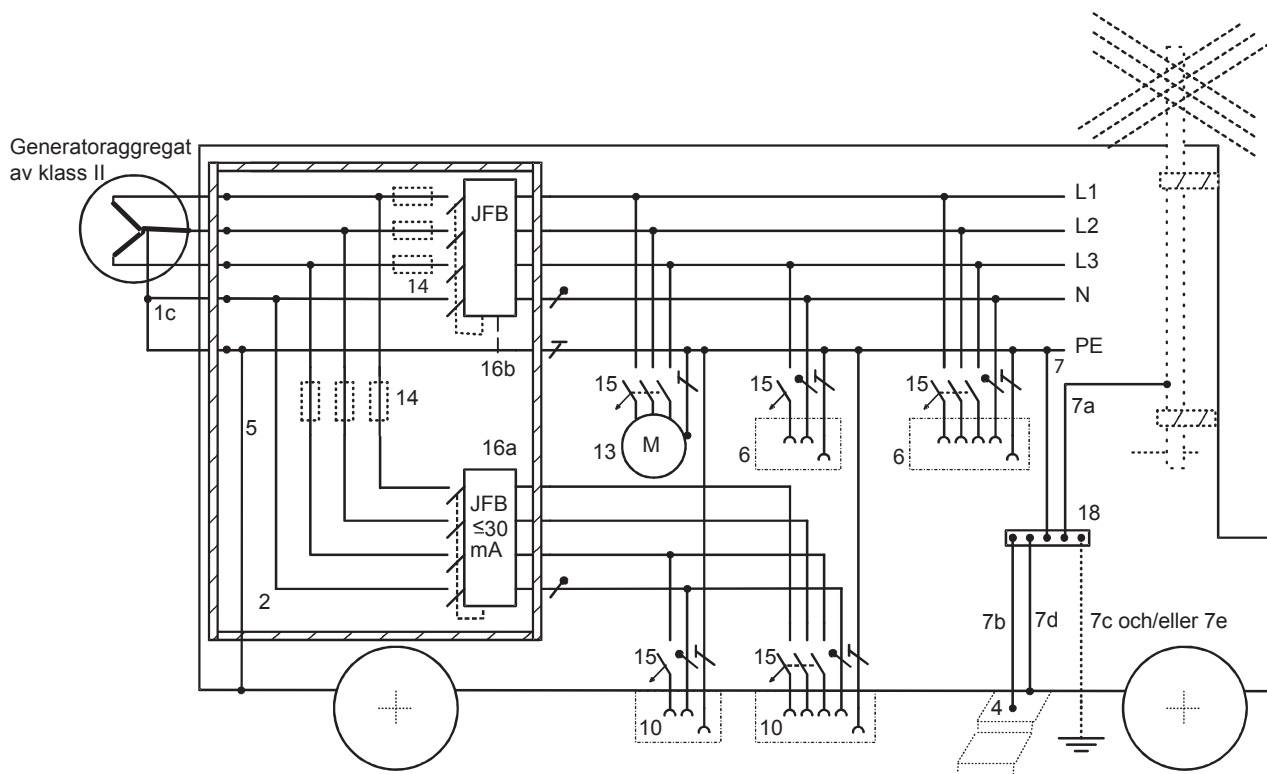 Generatoraggregat
av klass II
1c
JFB
14
16b
L1
L2
L3
N
PE
14
5
2
16a
JFB
≤30
mA
15
13
M
15
6
15
6
7
7a
18
7b
7d
7c och/eller 7e
15
10
15
10
4